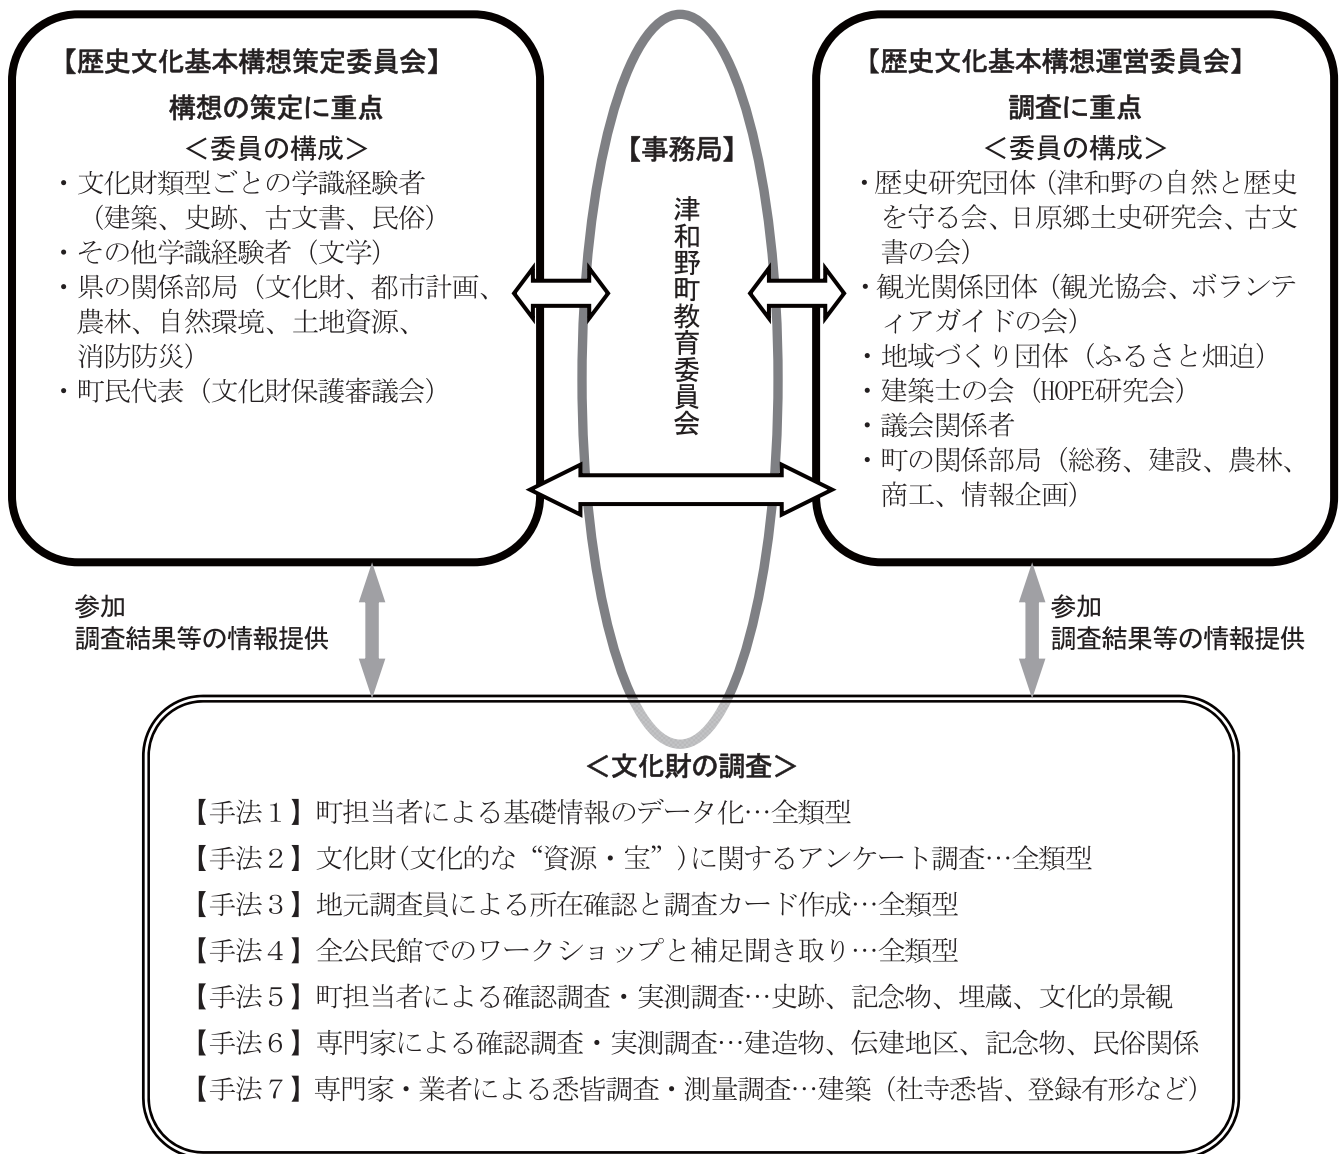 【歴史文化基本構想策定委員会】
構想の策定に重点
＜委員の構成＞
・文化財類型ごとの学識経験者
（建築、史跡、古文書、民俗）
・その他学識経験者（文学）
・県の関係部局（文化財、都市計画、
農林、自然環境、土地資源、
消防防災）
・町民代表（文化財保護審議会）
【事務局】
津和野町教育委員会
【歴史文化基本構想運営委員会】
調査に重点
＜委員の構成＞
・歴史研究団体（津和野の自然と歴史
を守る会、日原郷土史研究会、古文
書の会）
・観光関係団体（観光協会、ボランテ
ィアガイドの会）
・地域づくり団体（ふるさと畑迫）
・建築士の会（HOPE研究会）
・議会関係者
・町の関係部局（総務、建設、農林、
商工、情報企画）
参加
調査結果等の情報提供
参加
調査結果等の情報提供
＜文化財の調査＞
【手法１】町担当者による基礎情報のデータ化…全類型
【手法２】文化財(文化的な“資源・宝”)に関するアンケート調査…全類型
【手法３】地元調査員による所在確認と調査カード作成…全類型
【手法４】全公民館でのワークショップと補足聞き取り…全類型
【手法５】町担当者による確認調査・実測調査…史跡、記念物、埋蔵、文化的景観
【手法６】専門家による確認調査・実測調査…建造物、伝建地区、記念物、民俗関係
【手法７】専門家・業者による悉皆調査・測量調査…建築（社寺悉皆、登録有形など）